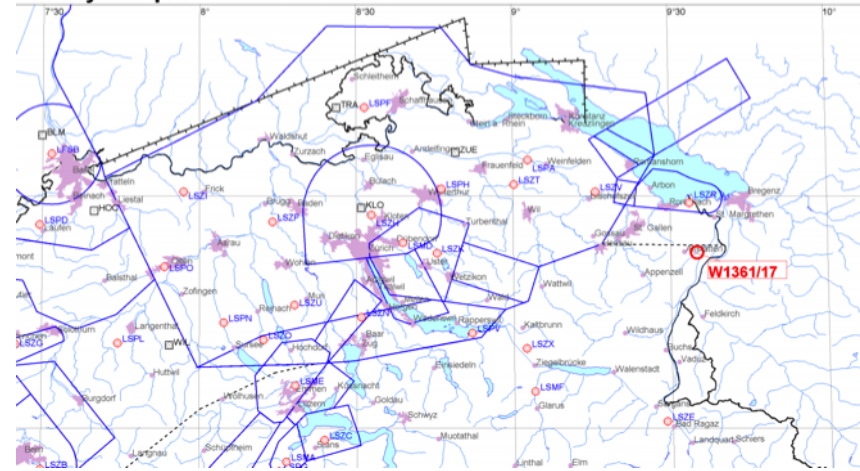 7°30
8°
8°30
9°
9°30
10°
Schleitheim
TRA
LSPF
Schaffhausen
Steckborn
Stein a. Rhein
Konstanz
Kreuzlingen
BLM
LFSB
Waldshut
Zurzach
Eglisau
Andelfingen
ZUE
Frauenfeld
LSPA
Weinfelden
Romanshorn
LSZI
Frick
Liestal
HOC
Bülach
LSPH
Winterthur
LSZT
LSZV
Bischofszell
Arbon
LSZR
Rorschach
Bregenz
St. Margrethen
LSPD
Laufen
Brugg
Baden
LSZF
KLO
Kloten
LSZH
Wil
Turbenthal
Gossau
St. Gallen
Herisau
Aarau
Dietikon
Zürich
Dübendorf
LSMD
LSZK
Uster
Olten
LSPO
Wohlen
Wetzikon
Appenzell
W1361/17
Balsthal
Zofingen
Reinach
Muri
LSZU
Wald
Wattwil
Feldkirch
Solothurn
LSZG
Langenthal
LSPL
LSPN
LSZN
Wädenswil
Rapperswil
LSPV
Kaltbrunn
Wildhaus
WIL
Sursee
LSZO
Hochdorf
Baar
Zug
LSZX
Buchs
Vaduz
Huttwil
Einsiedeln
Ziegelbrücke
Walenstadt
Burgdorf
Wolhusen
LSME
Emmen
Luzern
Küssnacht
Goldau
LSMF
Glarus
Sargans
Schwyz
LSZE
Bad Ragaz
Bern
LSZB
Langnau
Schüpfheim
LSZC
Stans
LSMA
Muotathal
Landquart
Schiers
Linthal
Elm